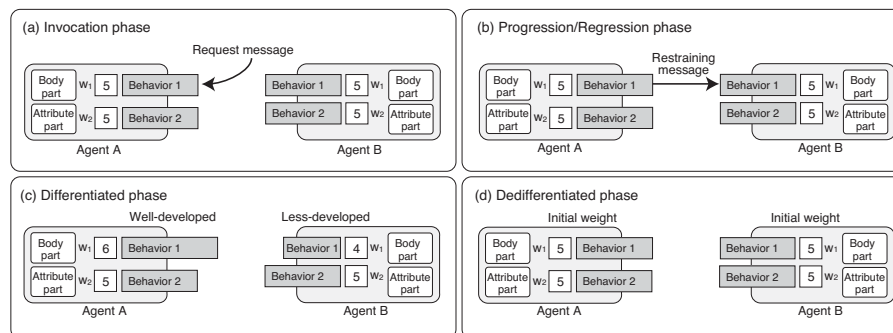 (a) Invocation phase
Request message
Body part
w1 5 Behavior 1
Attribute part
w2 5 Behavior 2
Agent A
Behavior 1 5 w1
Body part
Behavior 2 5 w2
Attribute part
Agent B
(b) Progression/Regression phase
Restraining message
Body part
w1 5 Behavior 1
Attribute part
w2 5 Behavior 2
Agent A
Behavior 1 5 w1
Body part
Behavior 2 5 w2
Attribute part
Agent B
(c) Differentiated phase
Well-developed
Body part
w1 6 Behavior 1
Attribute part
w2 5 Behavior 2
Agent A
Less-developed
Behavior 1 4 w1
Body part
Behavior 2 5 w2
Attribute part
Agent B
(d) Dedifferentiated phase
Initial weight
Body part
w1 5 Behavior 1
Attribute part
w2 5 Behavior 2
Agent A
Initial weight
Behavior 1 5 w1
Body part
Behavior 2 5 w2
Attribute part
Agent B